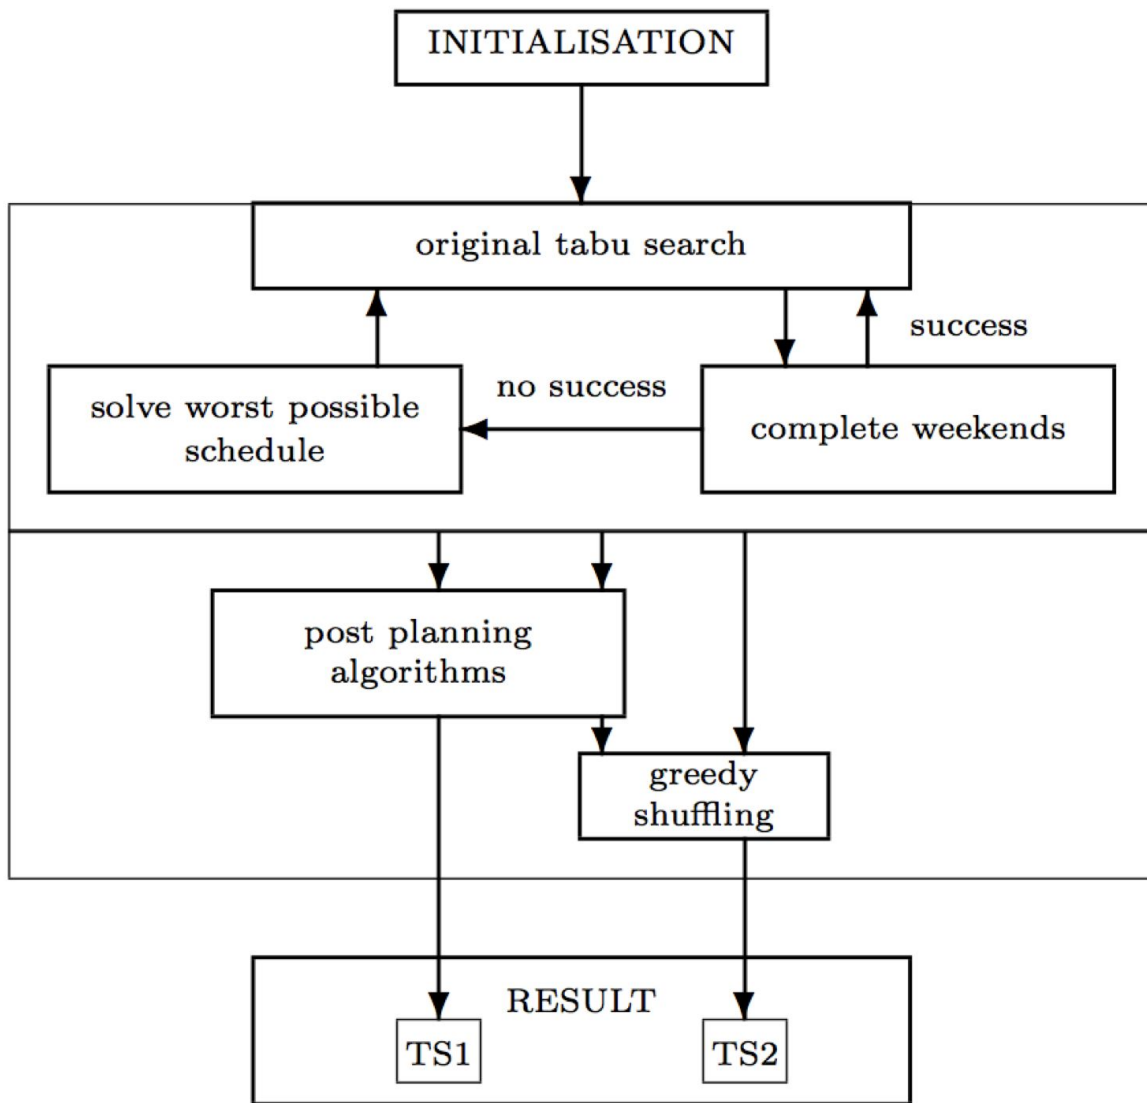 INITIALISATION
original tabu search
success
no success
solve worst possible
schedule
complete weekends
post planning
algorithms
greedy
shuffling
RESULT
TS1
TS2